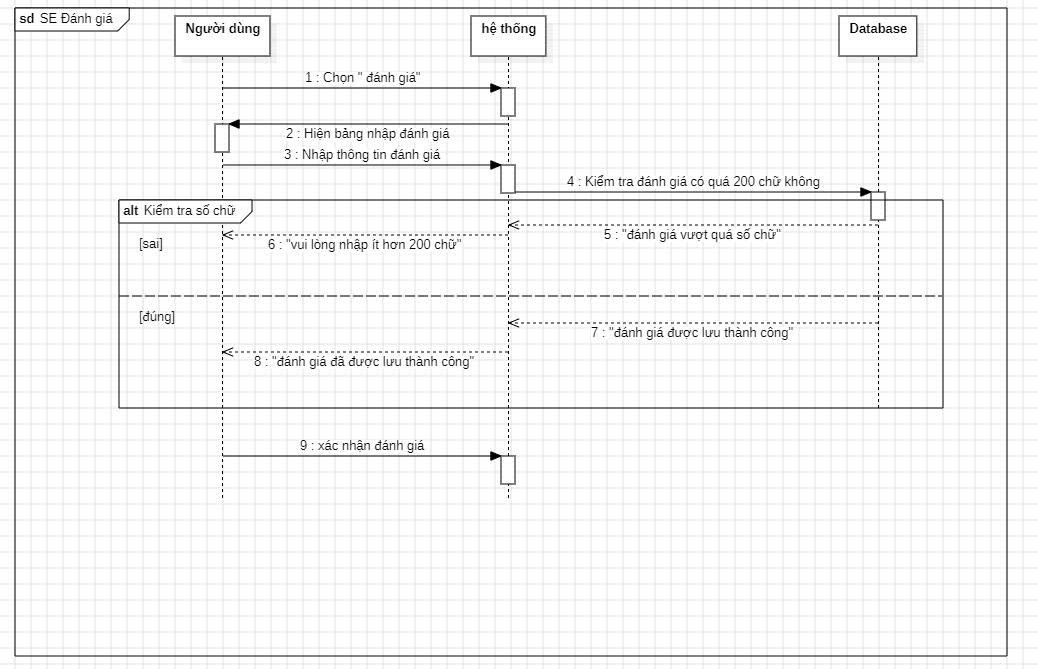 sd SE Đánh giá
Người dùng
hệ thống
Database
1 : Chọn " đánh giá"
2 : Hiện bảng nhập đánh giá
3 : Nhập thông tin đánh giá
4 : Kiểm tra đánh giá có quá 200 chữ không
alt Kiểm tra số chữ
5 : "đánh giá vượt quá số chữ"
[sai]
6 : "vui lòng nhập ít hơn 200 chữ"
[đúng]
7 : "đánh giá được lưu thành công"
8 : "đánh giá đã được lưu thành công"
9 : xác nhận đánh giá